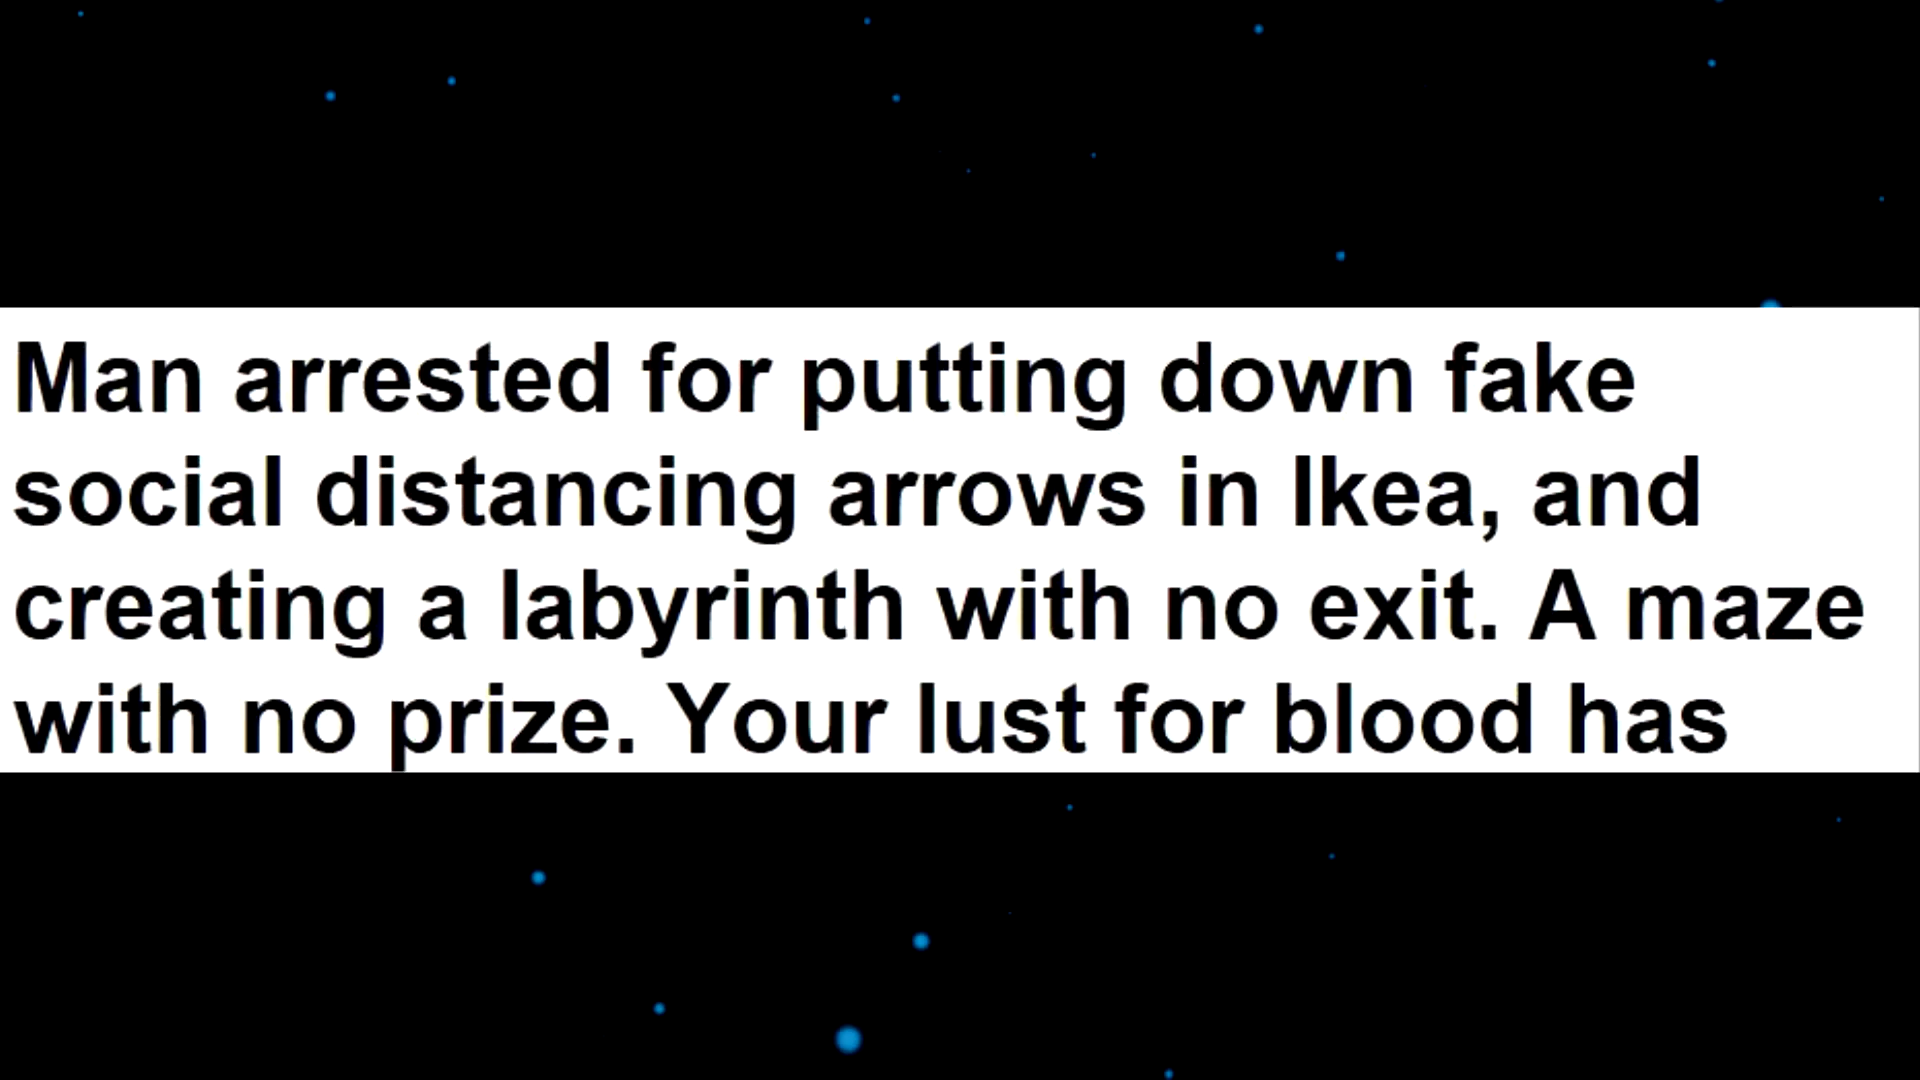 Man arrested for putting down fake
social distancing arrows in Ikea, and
creating a labyrinth with no exit. A maze
with no prize. Your lust for blood has